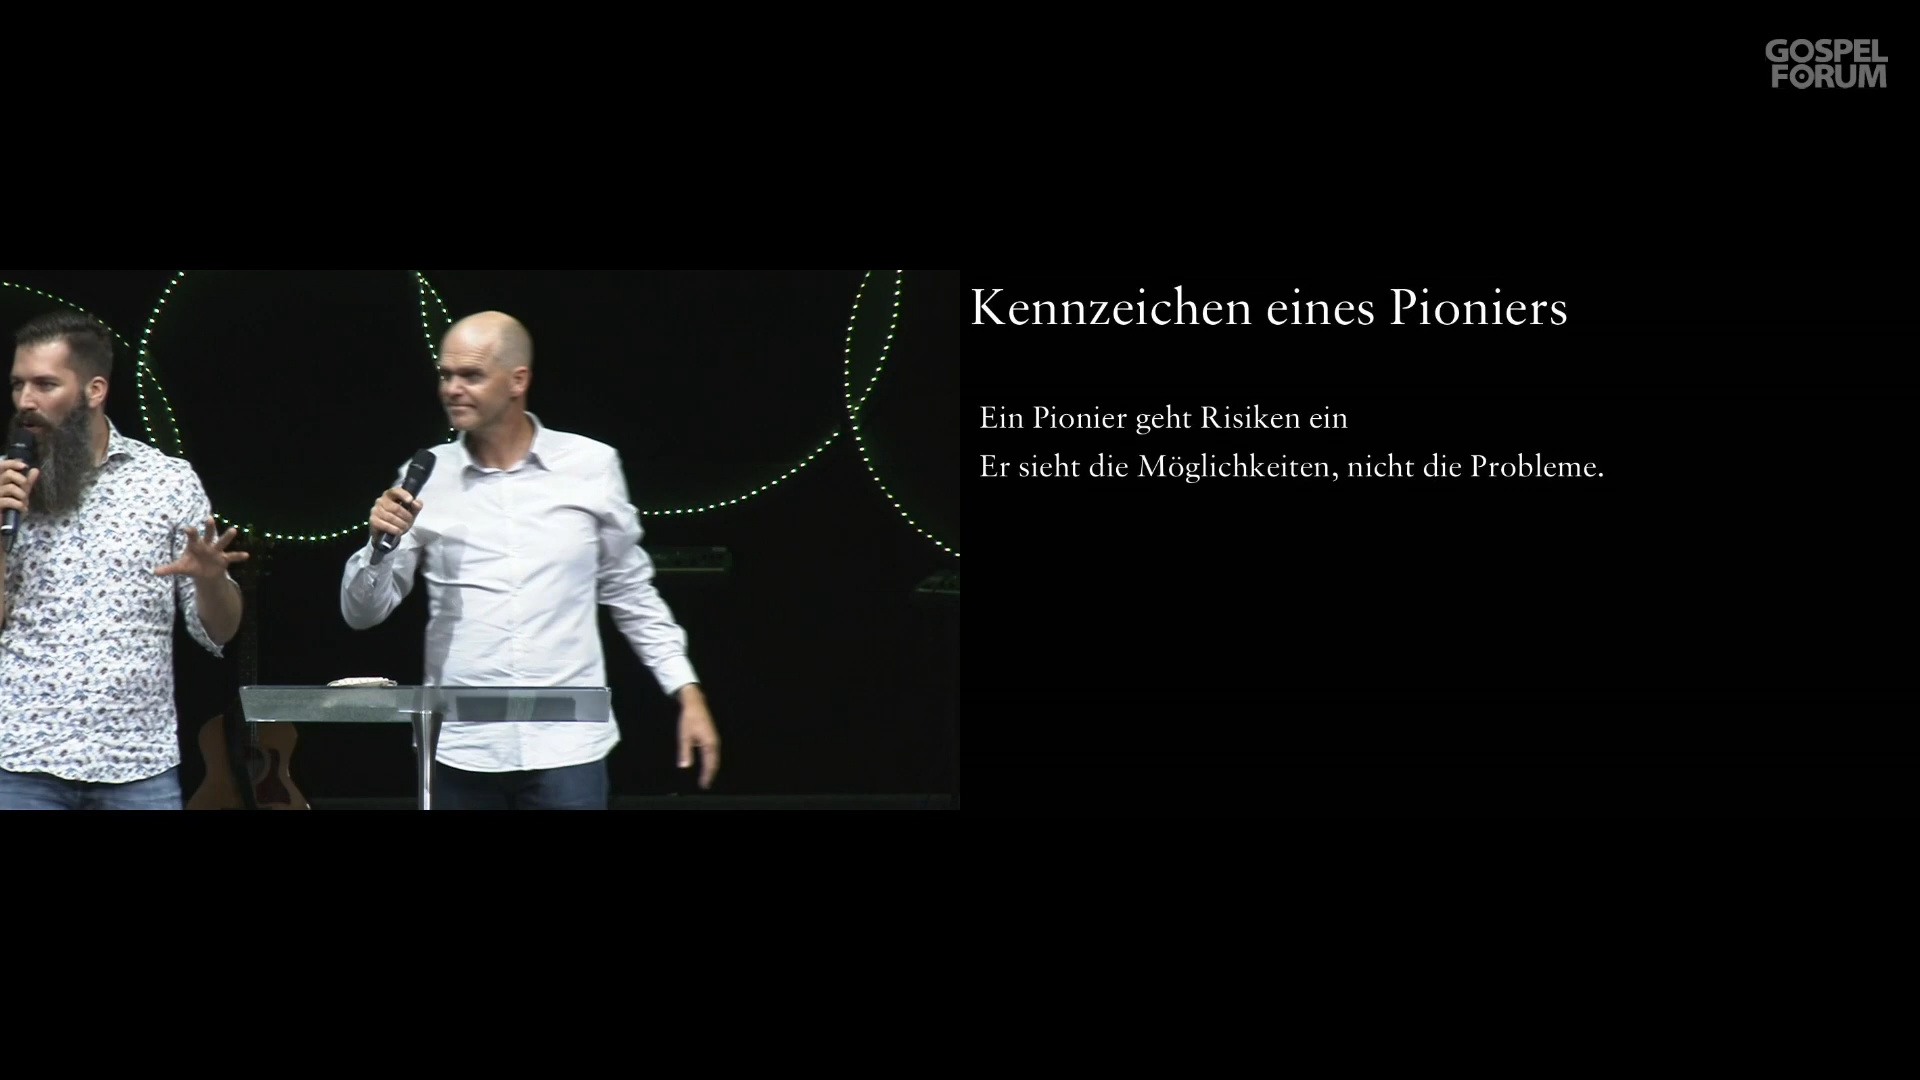 GOSPEL
FORUM
Kennzeichen eines Pioniers
Ein Pionier geht Risiken ein
Er sieht die Möglichkeiten, nicht die Probleme.